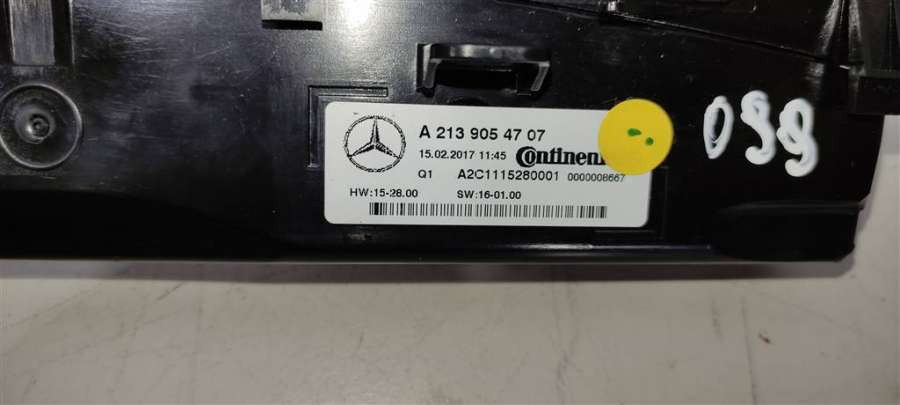 A 213 905 47 07
15.02.2017 11:45
Q1 A2C1115280001 0000008667
HW:15-28.00 SW:16-01.00
099